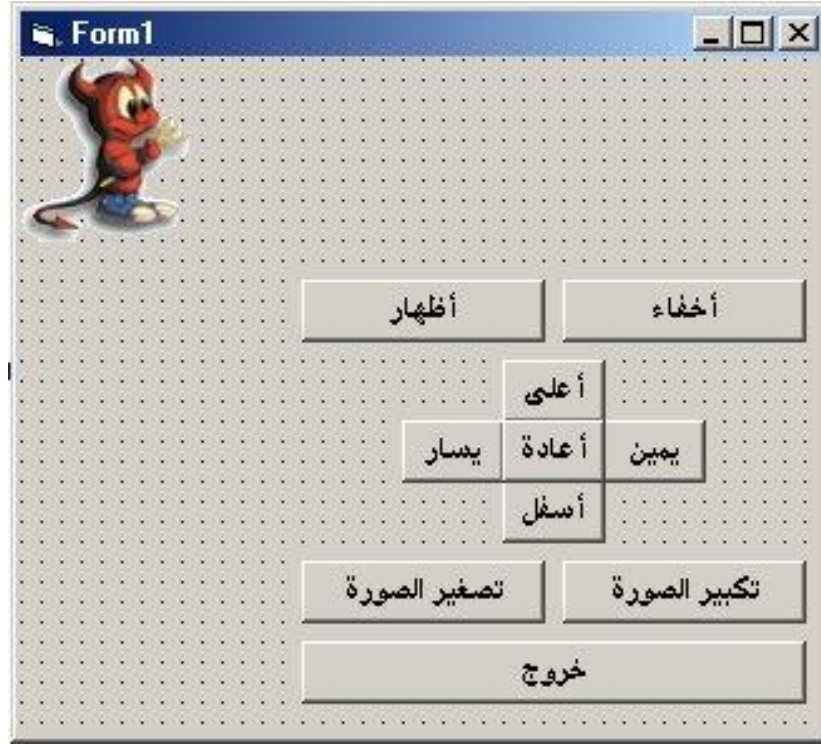 Form1
أخفاء أظهار
أعلى
يمين أعادة يسار
أسفل
تكبير الصورة تصغير الصورة
خروج